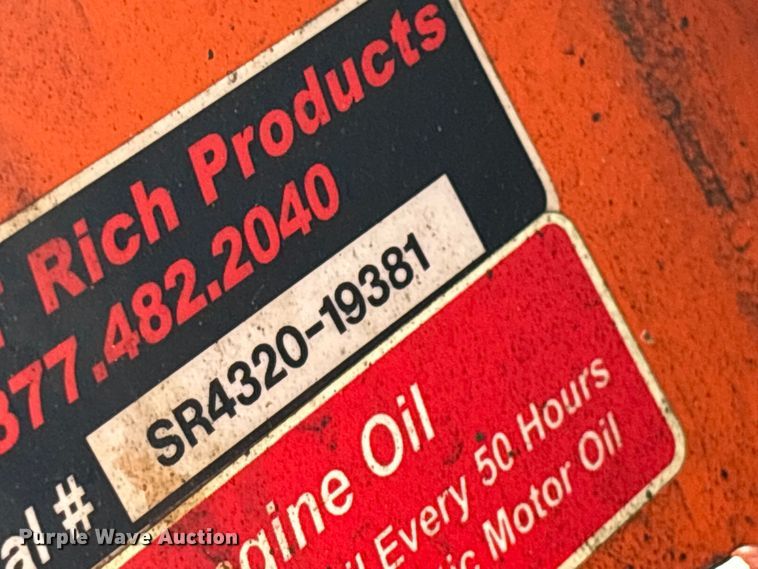 Rich Products
877.482.2040
al # SR4320-19381
gine Oil
il Every 50 Hours
ic Motor Oil
Purple Wave Auction